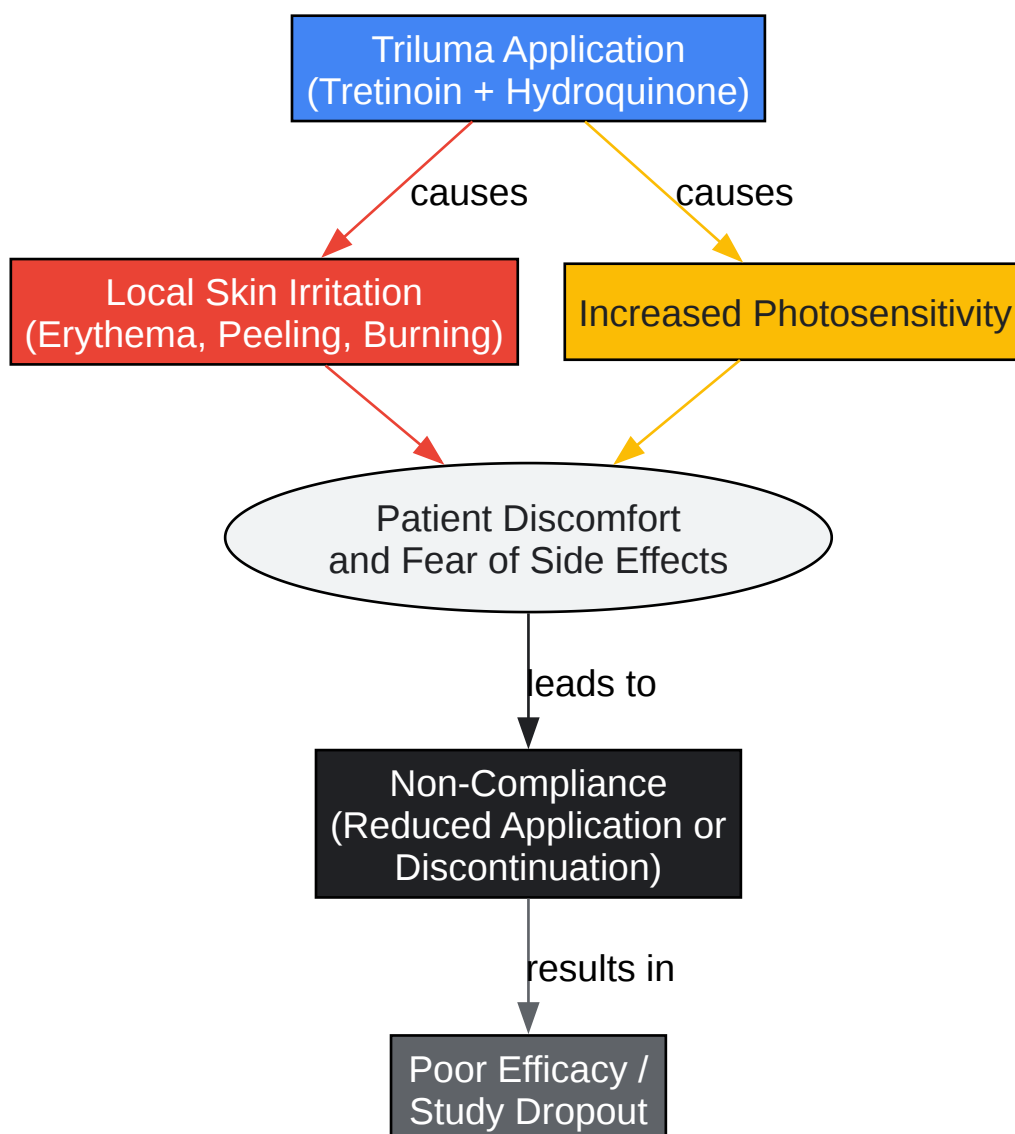 Triluma Application
(Tretinoin + Hydroquinone)
causes
causes
Local Skin Irritation
(Erythema, Peeling, Burning)
Increased Photosensitivity
Patient Discomfort
and Fear of Side Effects
leads to
Non-Compliance
(Reduced Application or
Discontinuation)
results in
Poor Efficacy /
Study Dropout